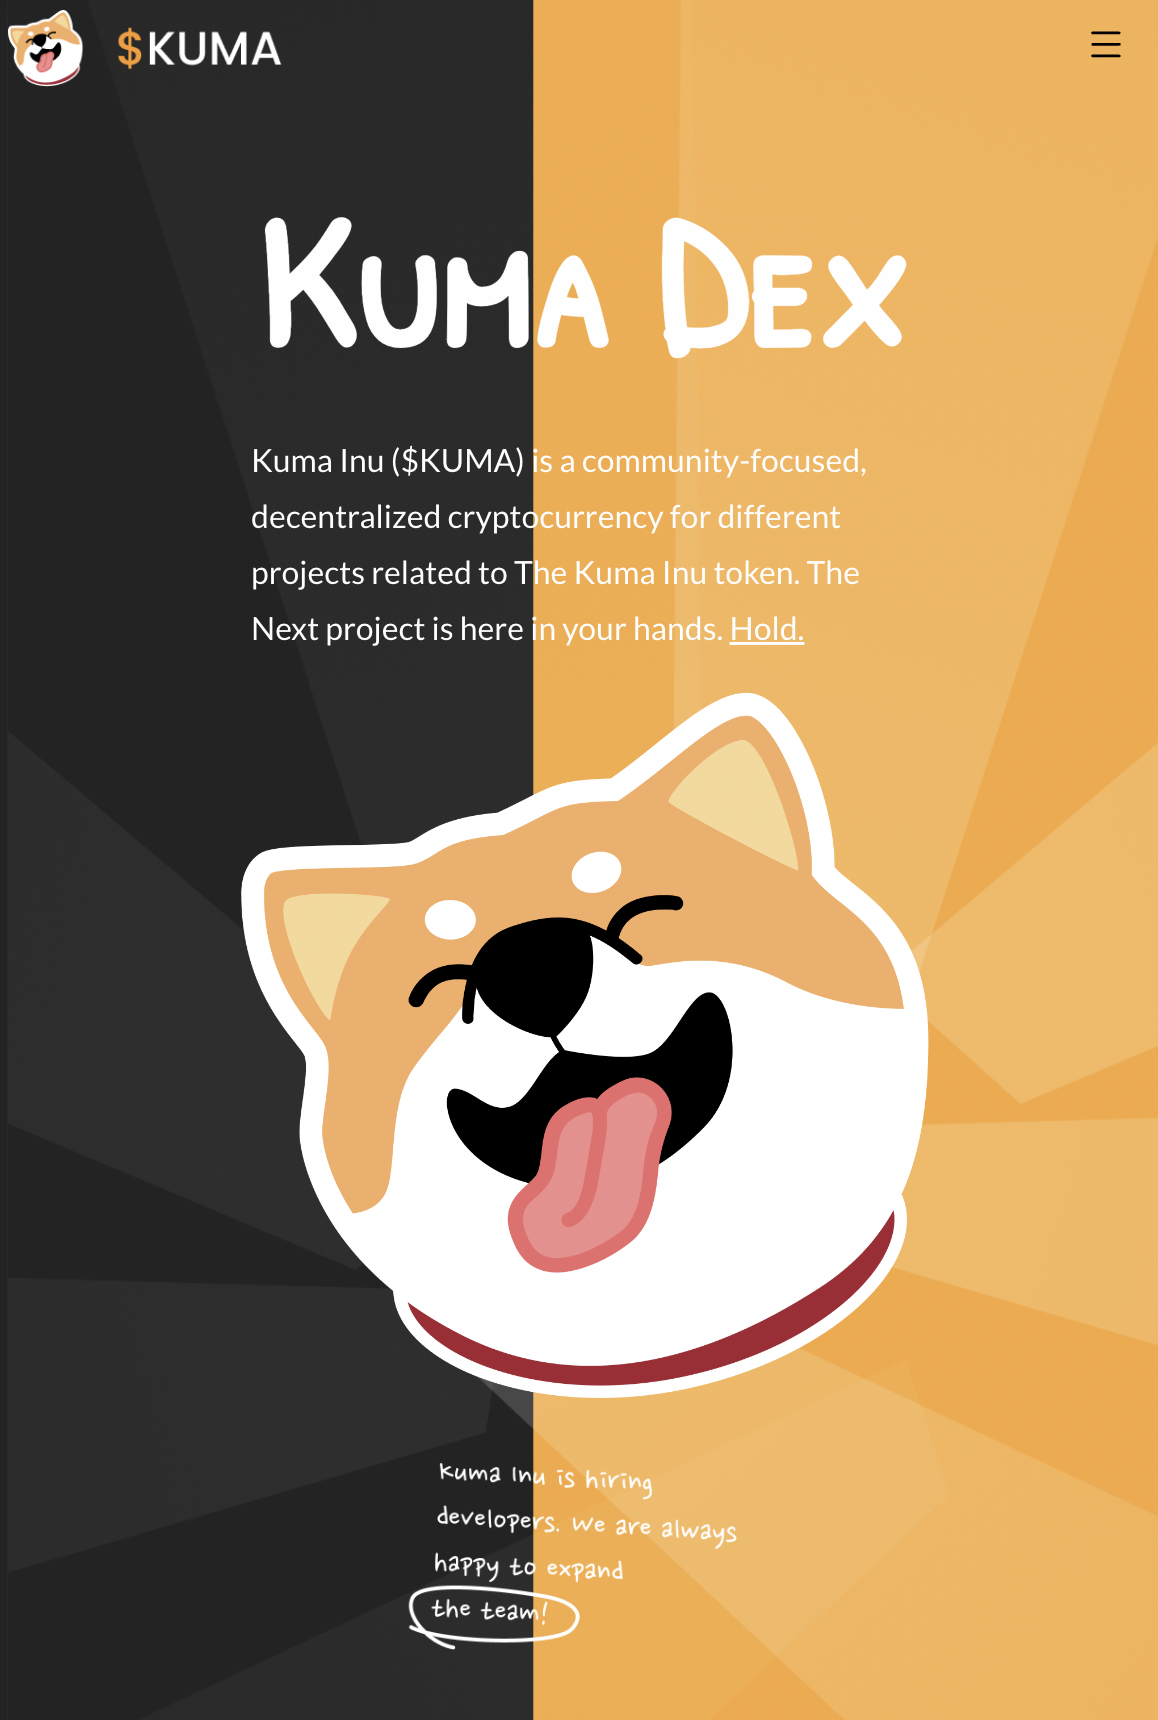 $KUMA
Kuma Dex
Kuma Inu ($KUMA) is a community-focused,
decentralized cryptocurrency for different
projects related to The Kuma Inu token. The
Next project is here in your hands. Hold.
Kuma Inu is hiring
developers. We are always
happy to expand
the team!